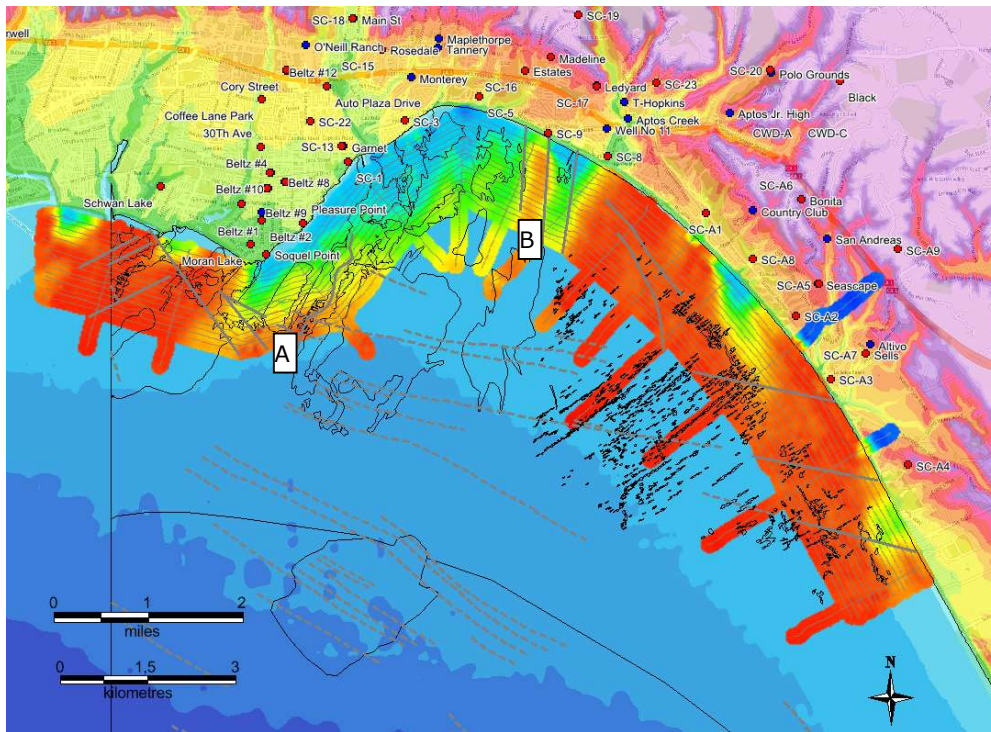 SC-19
SC-18
Main St
rwell
Maplethorpe
O'Neill Ranch
Rosedale
Tannery
Madeline
SC-15
Estates
SC-20
Beltz #12
Polo Grounds
Monterey
SC-23
Cory Street
SC-16
SC-17
Ledyard
Black
Auto Plaza Drive
T-Hopkins
Coffee Lane Park
SC-5
Aptos Jr. High
SC-22
SC-3
Aptos Creek
30Th Ave
SC-9
Well No 11
CWD-A
CWD-C
SC-13
Garnet
SC-8
Beltz #4
SC-1
Beltz #8
SC-A6
Beltz #10
Schwan Lake
Bonita
Pleasure Point
Beltz #9
Country Club
SC-A1
Beltz #1
Beltz #2
B
San Andreas
SC-A9
Soquel Point
Moran Lake
SC-A8
SC-A5
Seascape
SC-A2
Altivo
A
SC-A7
Sells
SC-A3
SC-A4
0 1 2
miles
0 1.5 3
kilometres
N